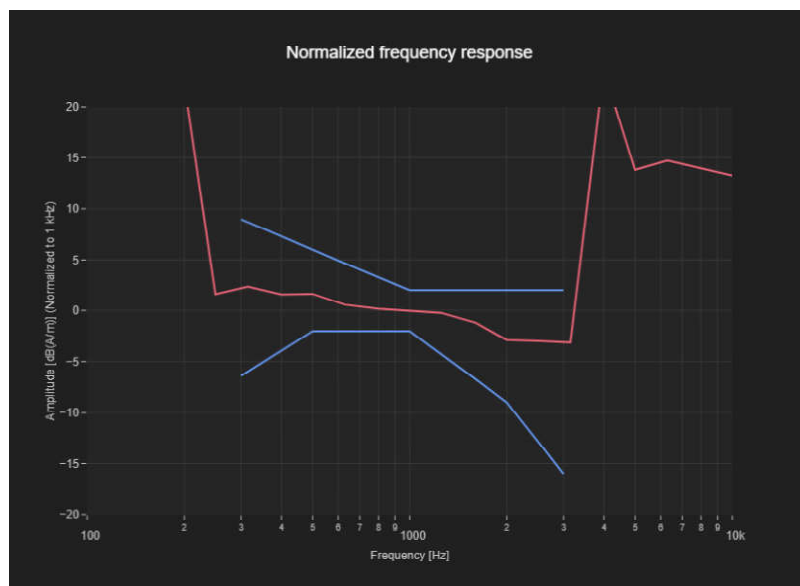 Normalized frequency response
Amplitude [dB(A/m)] (Normalized to 1 kHz)
20
15
10
5
0
−5
−10
−15
−20
100 2 3 4 5 6 7 8 9 1000 2 3 4 5 6 7 8 9 10k
Frequency [Hz]